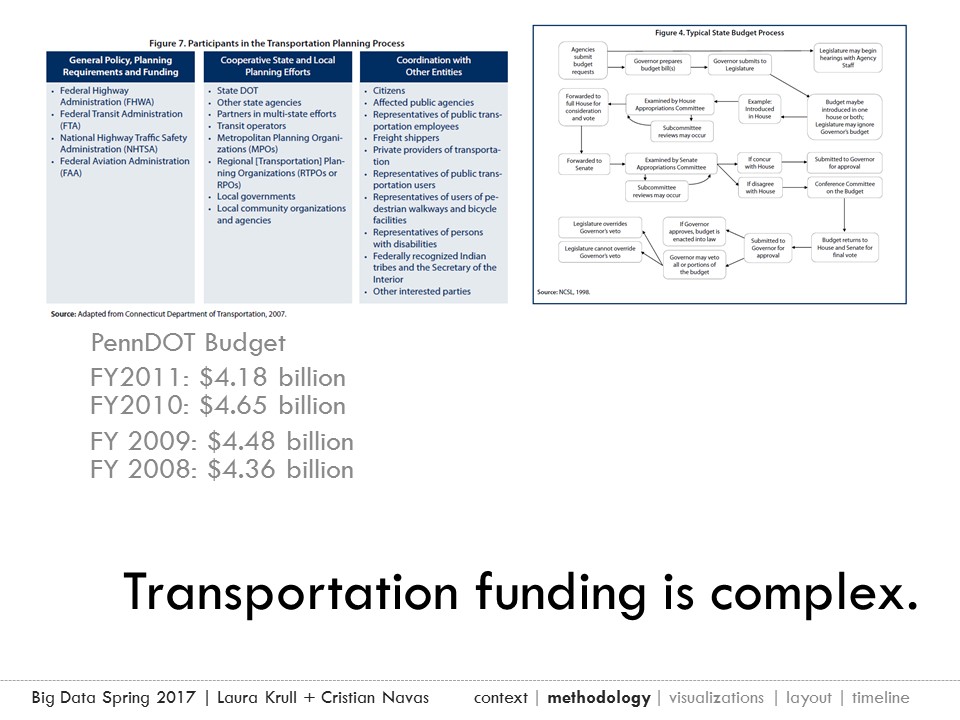 Figure 7. Participants in the Transportation Planning Process
General Policy, Planning
Requirements and Funding
• Federal Highway
Administration (FHWA)
• Federal Transit Administration
(FTA)
• National Highway Traffic Safety
Administration (NHTSA)
• Federal Aviation Administration
(FAA)
Cooperative State and Local
Planning Efforts
• State DOT
• Other state agencies
• Partners in multi-state efforts
• Transit operators
• Metropolitan Planning Organi-
zations (MPOs)
• Regional [Transportation] Plan-
ning Organizations (RTPOs or
RPOs)
• Local governments
• Local community organizations
and agencies
Coordination with
Other Entities
• Citizens
• Affected public agencies
• Representatives of public trans-
portation employees
• Freight shippers
• Private providers of transporta-
tion
• Representatives of public trans-
portation users
• Representatives of users of pe-
destrian walkways and bicycle
facilities
• Representatives of persons
with disabilities
• Federally recognized Indian
tribes and the Secretary of the
Interior
• Other interested parties
Source: Adapted from Connecticut Department of Transportation, 2007.
Figure 4. Typical State Budget Process
Agencies
submit
budget
requests
Governor prepares
budget bill(s)
Governor submits to
Legislature
Legislature may begin
hearings with Agency
Staff
Forwarded to
full House for
consideration
and vote
Examined by House
Appropriations Committee
Subcommittee
reviews may occur
Example:
Introduced
in House
Budget maybe
introduced in one
house or both;
Legislature may ignore
Governor's budget
Forwarded to
Senate
Examined by Senate
Appropriations Committee
Subcommittee
reviews may occur
If concur
with House
Submitted to Governor
for approval
If disagree
with House
Conference Committee
on the Budget
Legislature overrides
Governor's veto
Legislature cannot override
Governor's veto
If Governor
approves, budget is
enacted into law
Governor may veto
all or portions of
the budget
Submitted to
Governor for
approval
Budget returns to
House and Senate for
final vote
Source: NCSL, 1998.
PennDOT Budget
FY2011: $4.18 billion
FY2010: $4.65 billion
FY 2009: $4.48 billion
FY 2008: $4.36 billion
Transportation funding is complex.
Big Data Spring 2017 | Laura Krull + Cristian Navas context | methodology | visualizations | layout | timeline